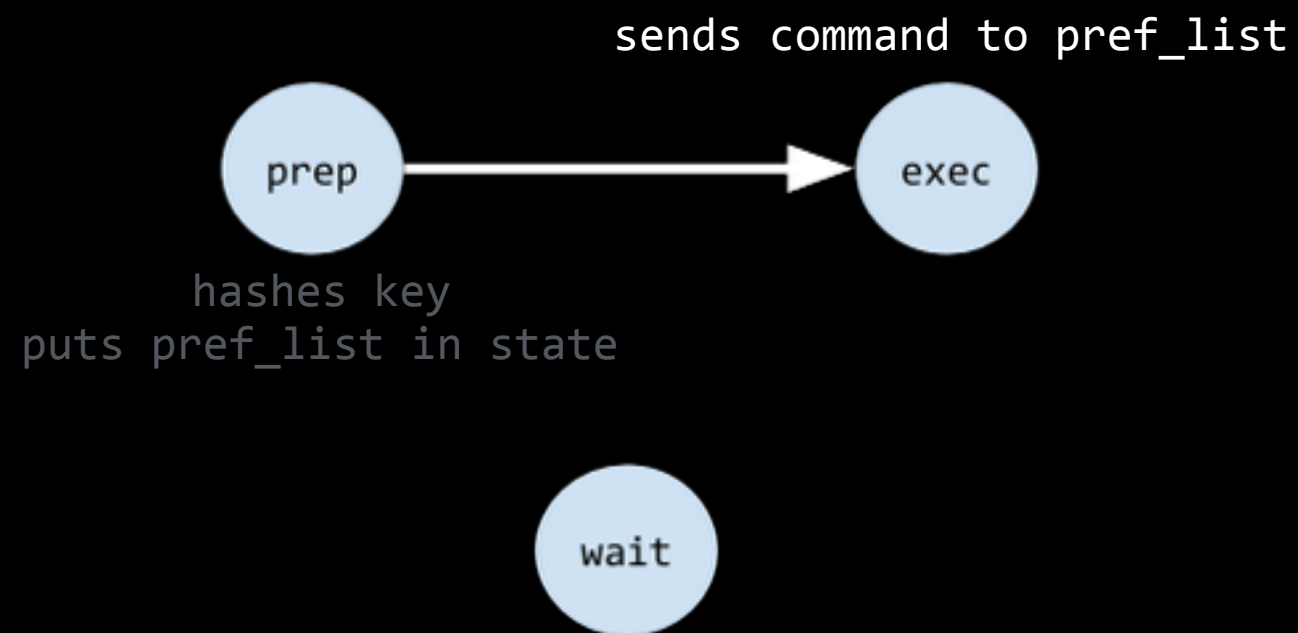 sends command to pref_list
prep
exec
hashes key
puts pref_list in state
wait